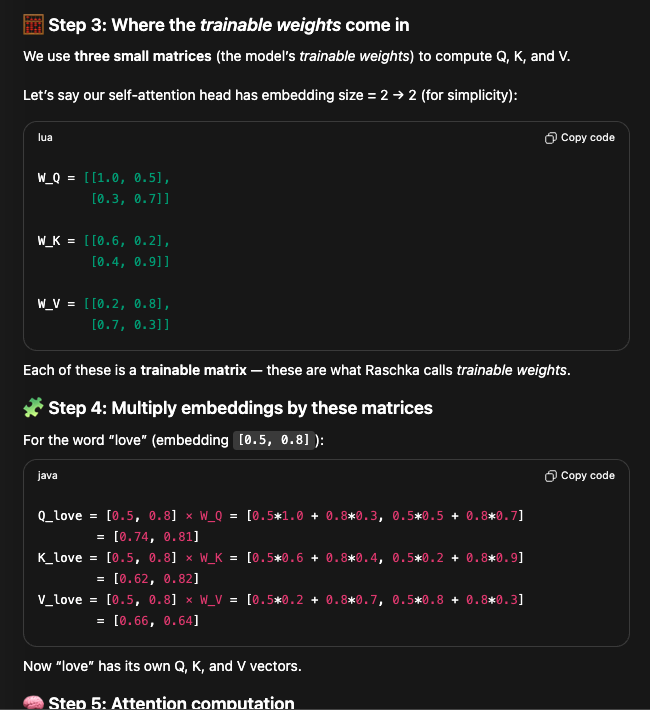 🧮 Step 3: Where the trainable weights come in
We use three small matrices (the model's trainable weights) to compute Q, K, and V.
Let's say our self-attention head has embedding size = 2 → 2 (for simplicity):
lua
Copy code
W_Q = [[1.0, 0.5],
[0.3, 0.7]]
W_K = [[0.6, 0.2],
[0.4, 0.9]]
W_V = [[0.2, 0.8],
[0.7, 0.3]]
Each of these is a trainable matrix — these are what Raschka calls trainable weights.
🧩 Step 4: Multiply embeddings by these matrices
For the word "love" (embedding [0.5, 0.8]):
java
Copy code
Q_love = [0.5, 0.8] × W_Q = [0.5*1.0 + 0.8*0.3, 0.5*0.5 + 0.8*0.7]
= [0.74, 0.81]
K_love = [0.5, 0.8] × W_K = [0.5*0.6 + 0.8*0.4, 0.5*0.2 + 0.8*0.9]
= [0.62, 0.82]
V_love = [0.5, 0.8] × W_V = [0.5*0.2 + 0.8*0.7, 0.5*0.8 + 0.8*0.3]
= [0.66, 0.64]
Now "love" has its own Q, K, and V vectors.
🧠 Step 5: Attention computation